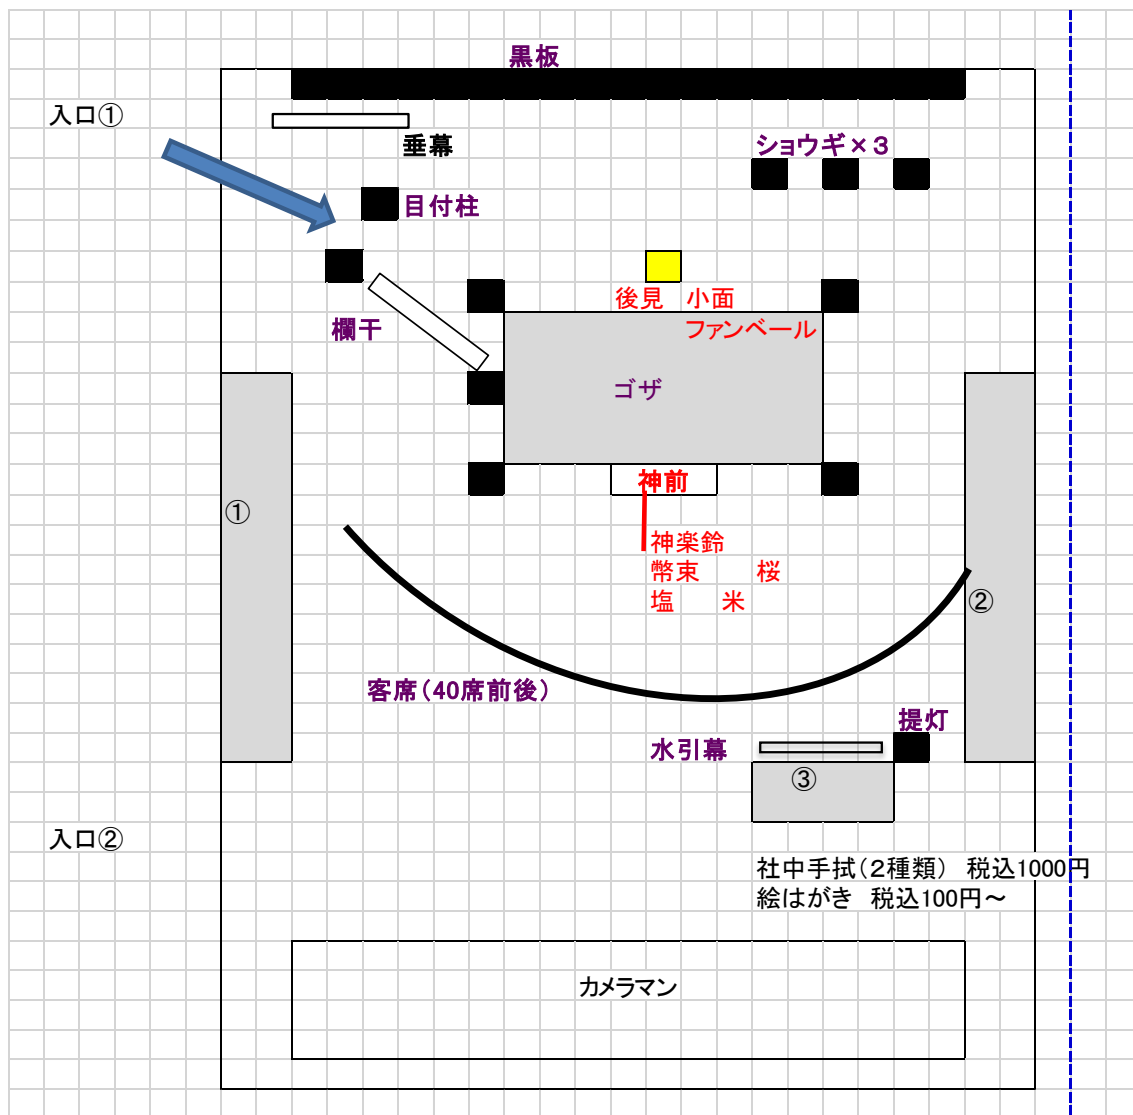 黒板
入口①
垂幕
ショウギ×３
目付柱
後見　小面
ファンベール
欄干
ゴザ
神前
①
神楽鈴
幣束　　桜
塩　　米
②
客席（40席前後）
提灯
水引幕
③
入口②
社中手拭（２種類）　税込1000円
絵はがき　税込100円～
カメラマン